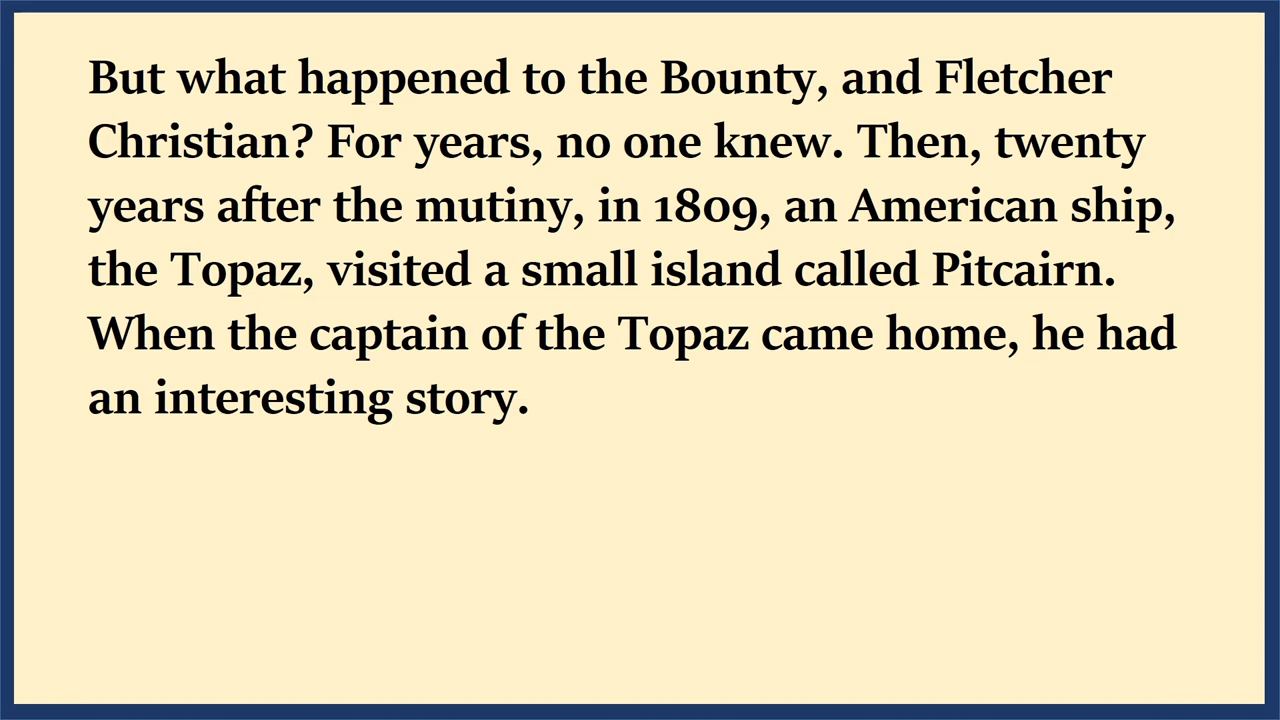 But what happened to the Bounty, and Fletcher
Christian? For years, no one knew. Then, twenty
years after the mutiny, in 1809, an American ship,
the Topaz, visited a small island called Pitcairn.
When the captain of the Topaz came home, he had
an interesting story.